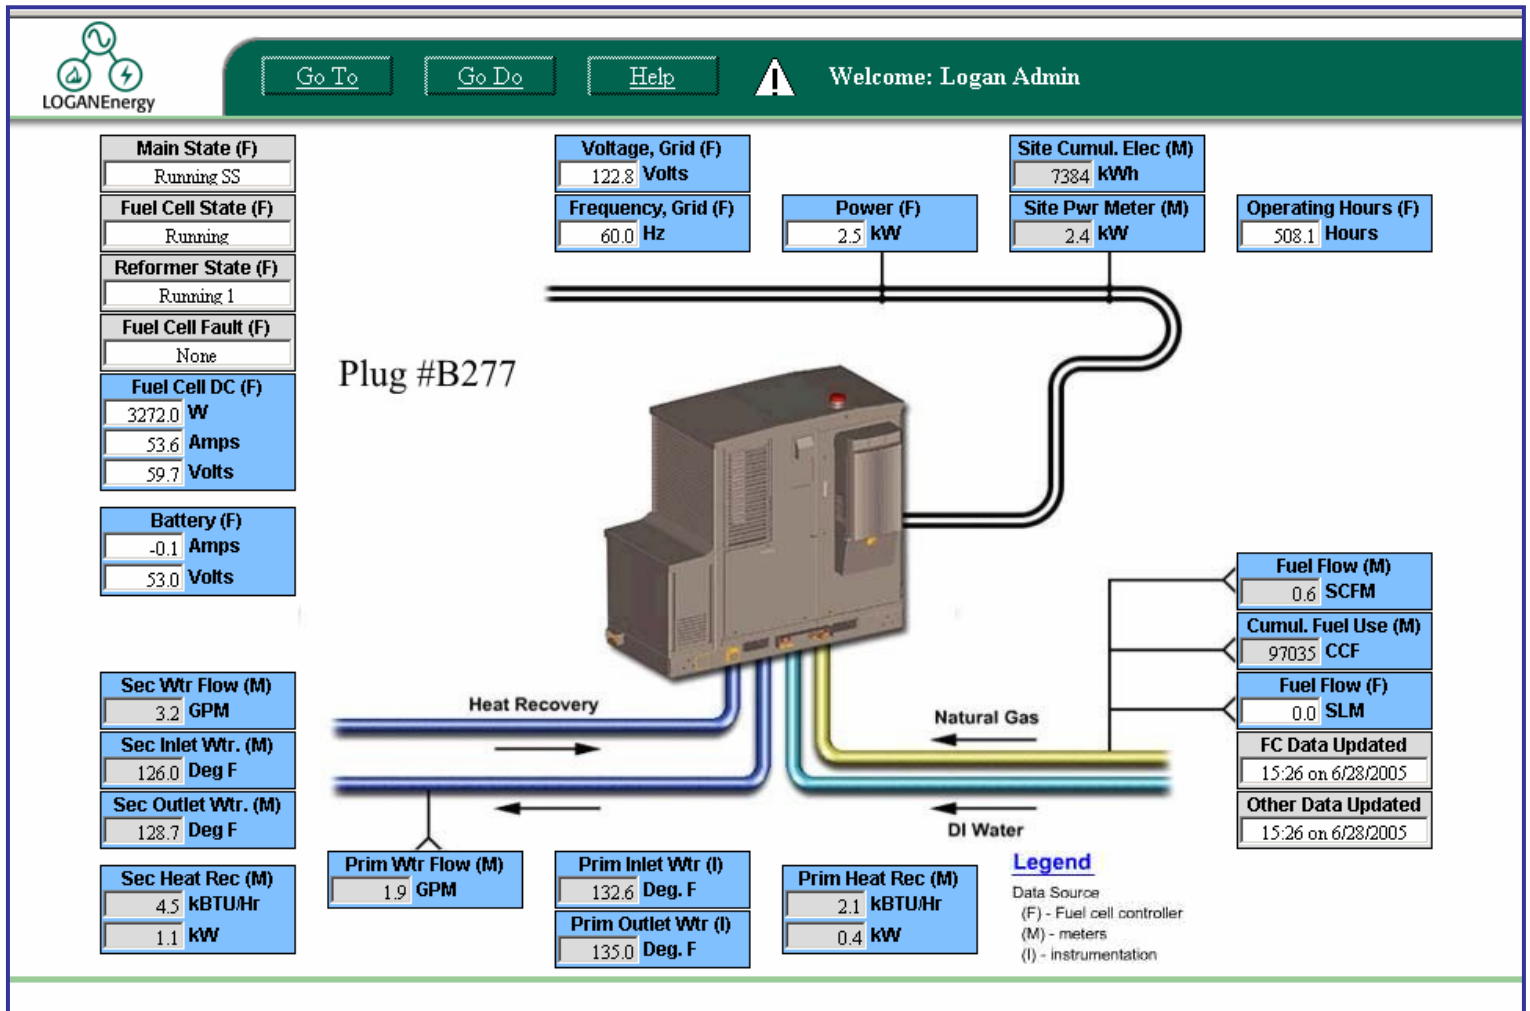 LOGANEnergy
Go To
Go Do
Help
Welcome: Logan Admin
Main State (F)
Running SS
Fuel Cell State (F)
Running
Reformer State (F)
Running 1
Fuel Cell Fault (F)
None
Fuel Cell DC (F)
3272.0 W
53.6 Amps
59.7 Volts
Battery (F)
-0.1 Amps
53.0 Volts
Voltage, Grid (F)
122.8 Volts
Frequency, Grid (F)
60.0 Hz
Power (F)
2.5 kW
Site Cumul. Elec (M)
7384 kWh
Site Pwr Meter (M)
2.4 kW
Operating Hours (F)
508.1 Hours
Plug #B277
Fuel Flow (M)
0.6 SCFM
Cumul. Fuel Use (M)
97035 CCF
Fuel Flow (F)
0.0 SLM
FC Data Updated
15:26 on 6/28/2005
Other Data Updated
15:26 on 6/28/2005
Heat Recovery
Natural Gas
DI Water
Sec Wtr Flow (M)
3.2 GPM
Sec Inlet Wtr. (M)
126.0 Deg F
Sec Outlet Wtr. (M)
128.7 Deg F
Sec Heat Rec (M)
4.5 kBTU/Hr
1.1 kW
Prim Wtr Flow (M)
1.9 GPM
Prim Inlet Wtr (I)
132.6 Deg. F
Prim Outlet Wtr (I)
135.0 Deg. F
Prim Heat Rec (M)
2.1 kBTU/Hr
0.4 kW
Legend
Data Source
(F) - Fuel cell controller
(M) - meters
(I) - instrumentation